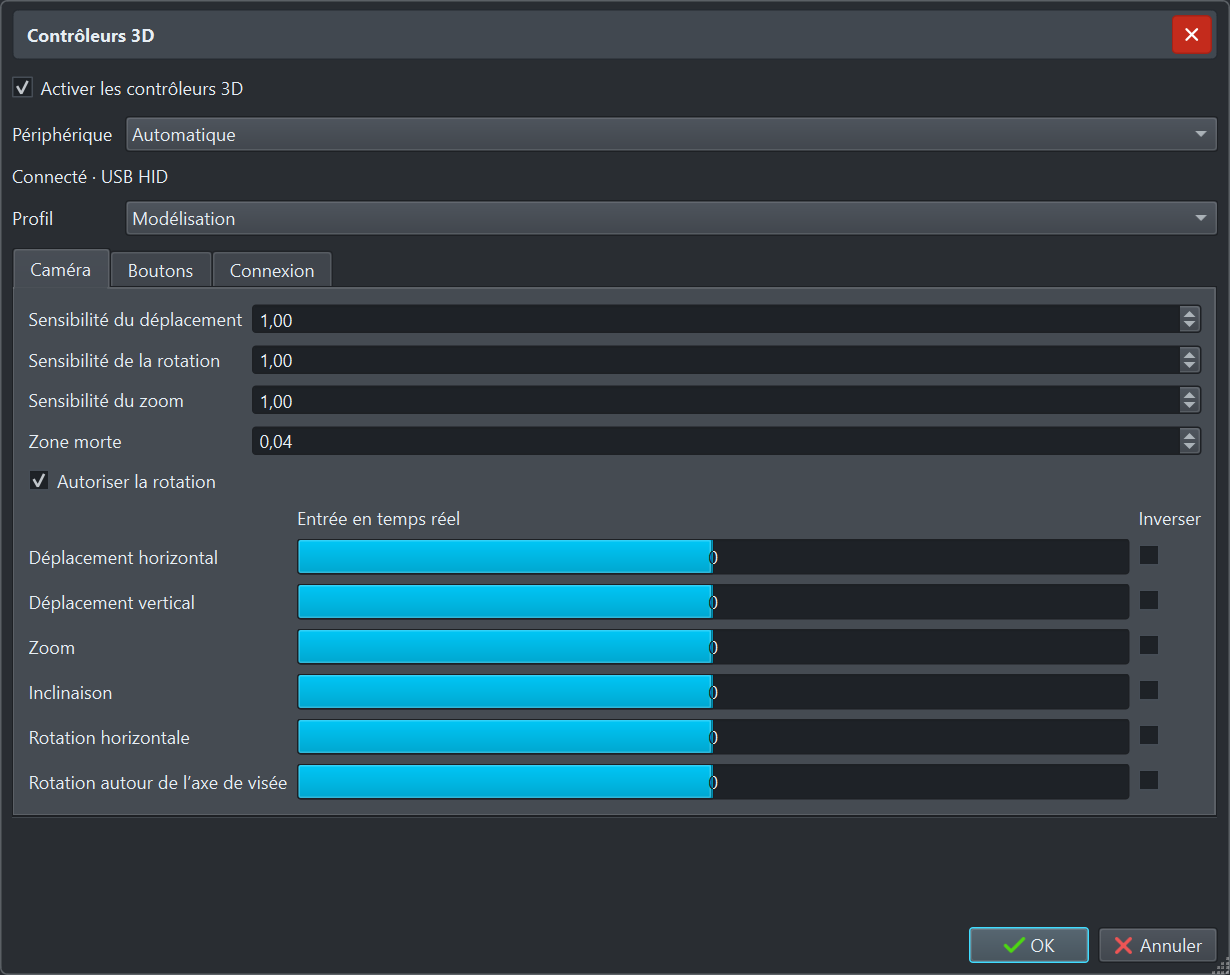 Contrôleurs 3D
Activer les contrôleurs 3D
Périphérique Automatique
Connecté · USB HID
Profil Modélisation
Caméra Boutons Connexion
Sensibilité du déplacement 1,00
Sensibilité de la rotation 1,00
Sensibilité du zoom 1,00
Zone morte 0,04
Autoriser la rotation
Entrée en temps réel Inverser
Déplacement horizontal 0
Déplacement vertical 0
Zoom 0
Inclinaison 0
Rotation horizontale 0
Rotation autour de l'axe de visée 0
OK Annuler